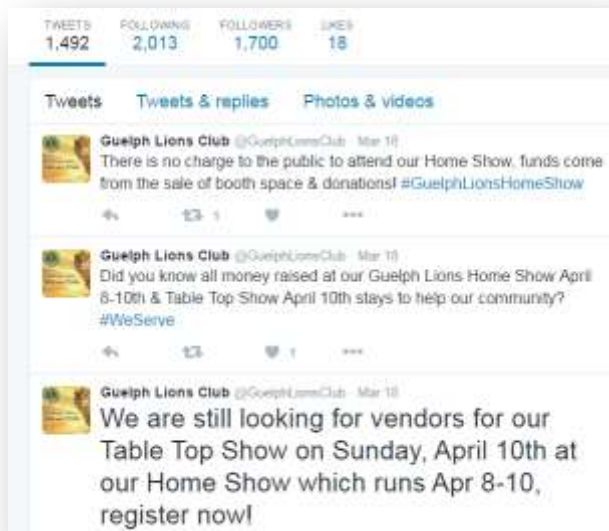 TWEETS FOLLOWING FOLLOWERS LIKES
1,492 2,013 1,700 18
Tweets Tweets & replies Photos & videos
Guelph Lions Club @GuelphLionsClub Mar 18
There is no charge to the public to attend our Home Show, funds come
from the sale of booth space & donations! #GuelphLionsHomeShow
1
Guelph Lions Club @GuelphLionsClub Mar 18
Did you know all money raised at our Guelph Lions Home Show April
8-10th & Table Top Show April 10th stays to help our community?
#WeServe
1
Guelph Lions Club @GuelphLionsClub Mar 18
We are still looking for vendors for our
Table Top Show on Sunday, April 10th at
our Home Show which runs Apr 8-10,
register now!